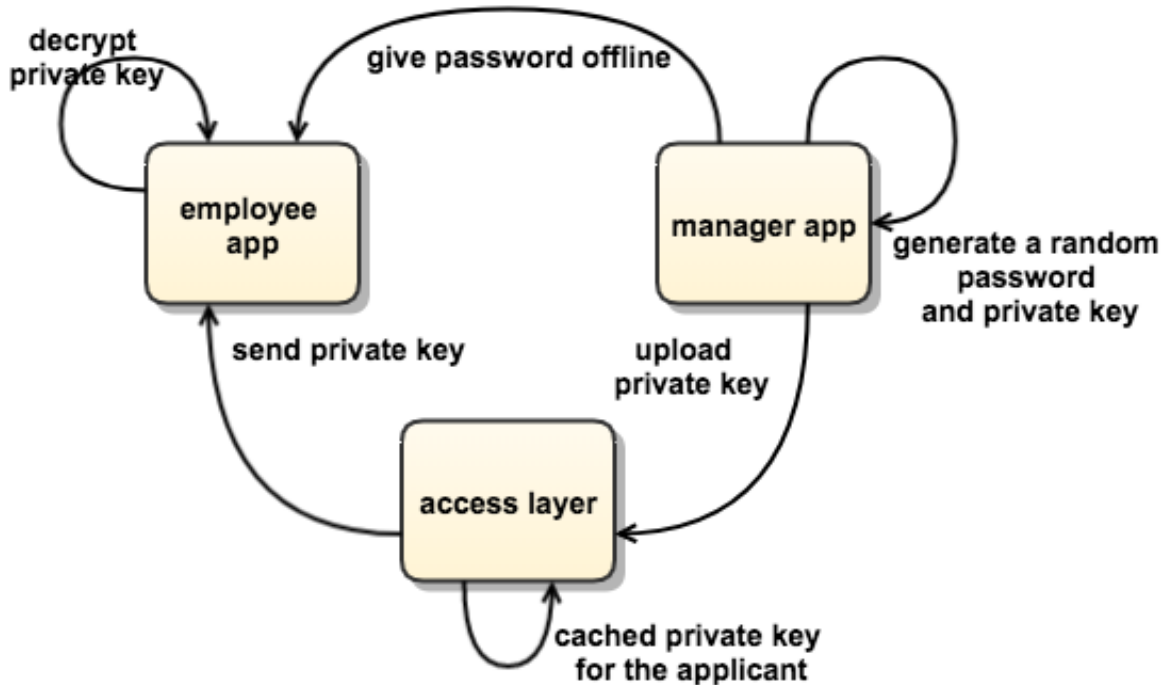 decrypt
private key
give password offline
employee
app
manager app
generate a random
password
and private key
send private key
upload
private key
access layer
cached private key
for the applicant